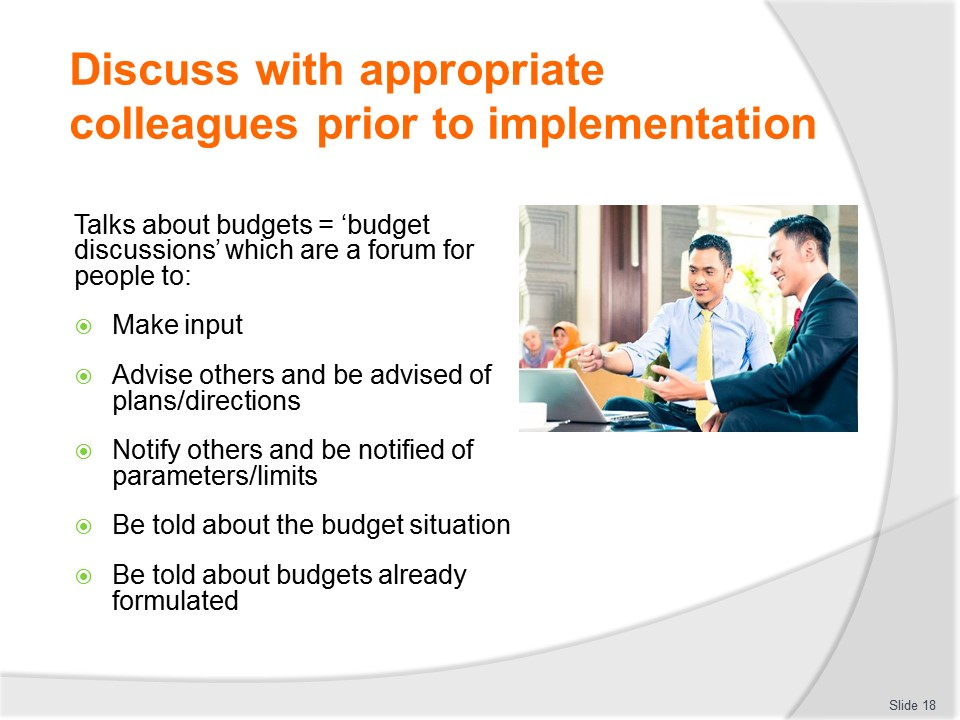 Discuss with appropriate
colleagues prior to implementation
Talks about budgets = ‘budget
discussions’ which are a forum for
people to:
Make input
Advise others and be advised of
plans/directions
Notify others and be notified of
parameters/limits
Be told about the budget situation
Be told about budgets already
formulated
Slide 18